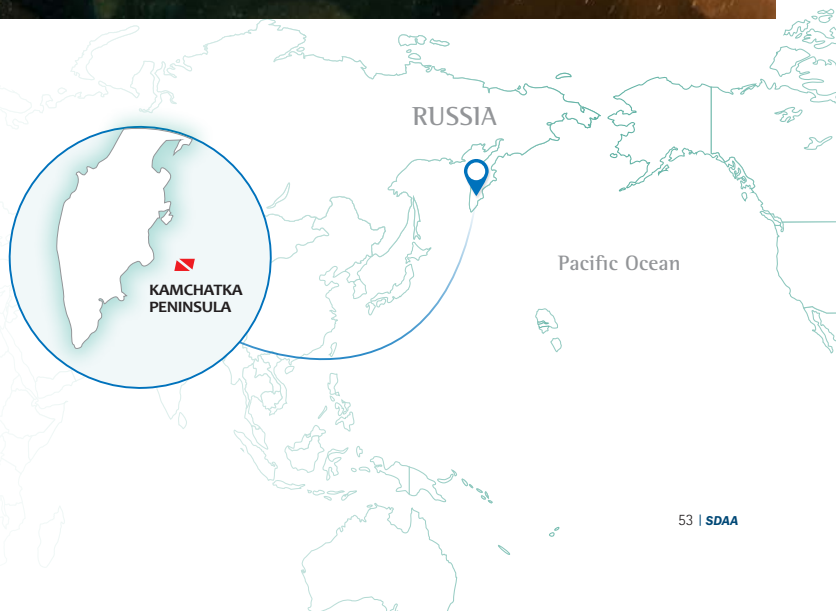 RUSSIA
Pacific Ocean
KAMCHATKA
PENINSULA
53 | SDAA